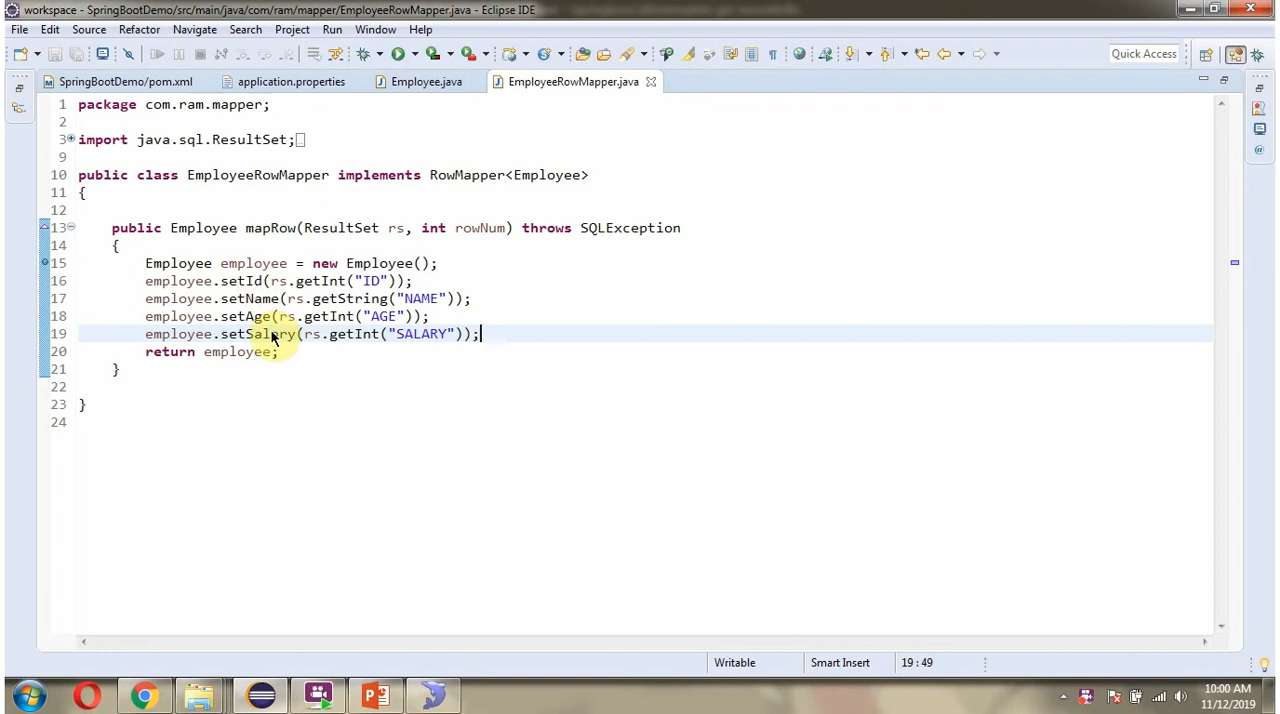 workspace - SpringBootDemo/src/main/java/com/ram/mapper/EmployeeRowMapper.java - Eclipse IDE
File Edit Source Refactor Navigate Search Project Run Window Help
Quick Access
SpringBootDemo/pom.xml application.properties Employee.java EmployeeRowMapper.java
1 package com.ram.mapper;
2
3 import java.sql.ResultSet;
9
10 public class EmployeeRowMapper implements RowMapper<Employee>
11 {
12
13 public Employee mapRow(ResultSet rs, int rowNum) throws SQLException
14 {
15 Employee employee = new Employee();
16 employee.setId(rs.getInt("ID"));
17 employee.setName(rs.getString("NAME"));
18 employee.setAge(rs.getInt("AGE"));
19 employee.setSalary(rs.getInt("SALARY"));
20 return employee;
21 }
22
23 }
24
Writable Smart Insert 19 : 49
10:00 AM
11/12/2019